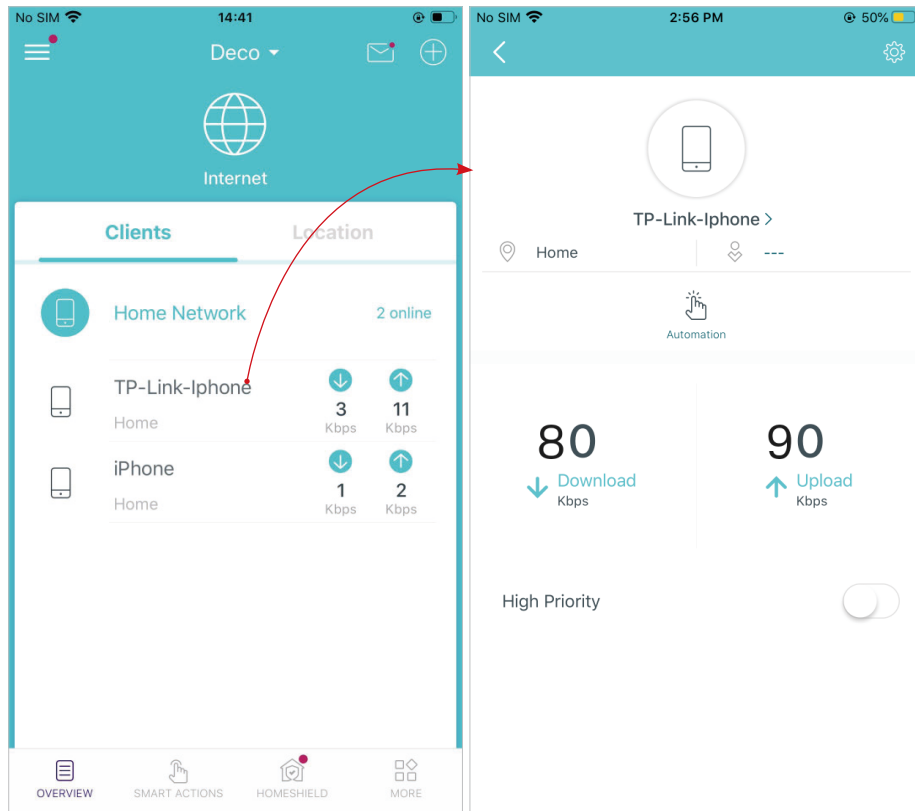 No SIM
14:41
Deco
Internet
Clients
Location
Home Network
2 online
TP-Link-Iphone
Home
3
Kbps
11
Kbps
iPhone
Home
1
Kbps
2
Kbps
OVERVIEW
SMART ACTIONS
HOMESHIELD
MORE
No SIM
2:56 PM
50%
TP-Link-Iphone >
Home
---
Automation
80
Download
Kbps
90
Upload
Kbps
High Priority